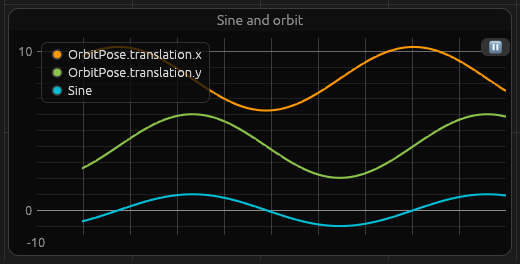 Sine and orbit
10
OrbitPose.translation.x
OrbitPose.translation.y
Sine
0
-10